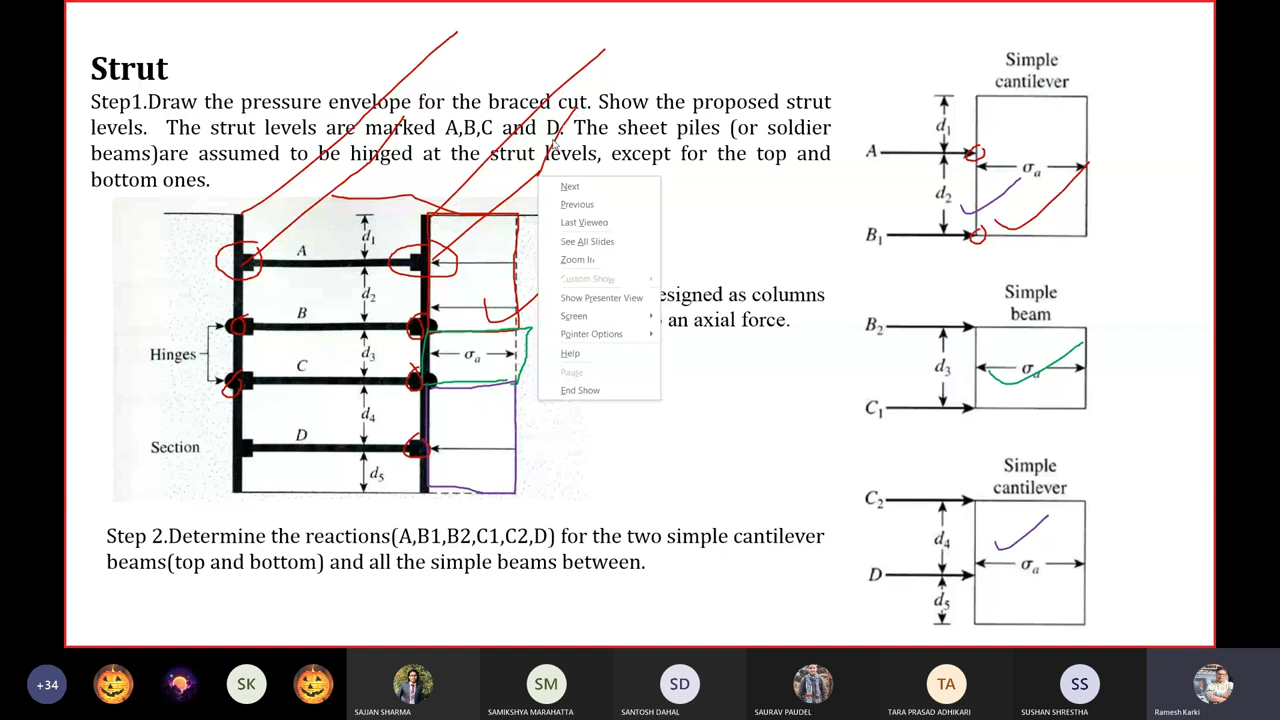 Strut
Step1.Draw the pressure envelope for the braced cut. Show the proposed strut
levels. The strut levels are marked A,B,C and D. The sheet piles (or soldier
beams)are assumed to be hinged at the strut levels, except for the top and
bottom ones.
A
d1
d2
B
Hinges
d3
σa
C
d4
D
Section
d5
Next
Previous
Last Viewed
See All Slides
Zoom In
Custom Show
Show Presenter View
Screen
Pointer Options
Help
Pause
End Show
esigned as columns
an axial force.
Simple
cantilever
d1
A
σa
d2
B1
Simple
beam
B2
d3
σa
C1
Simple
cantilever
C2
d4
σa
D
d5
Step 2.Determine the reactions(A,B1,B2,C1,C2,D) for the two simple cantilever
beams(top and bottom) and all the simple beams between.
+34
SK
SM
SD
TA
SS
SAJJAN SHARMA
SAMIKSHYA MARAHATTA
SANTOSH DAHAL
SAURAV PAUDEL
TARA PRASAD ADHIKARI
SUSHAN SHRESTHA
Ramesh Karki